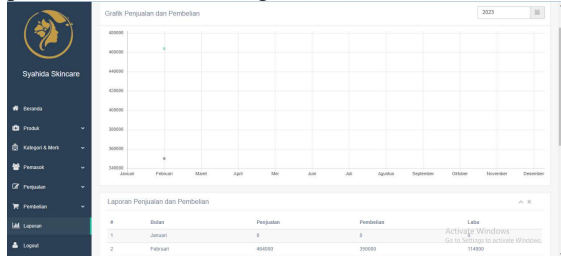 Grafik Penjualan dan Pembelian
2023
Syahida Skincare
Beranda
Produk
Kategori & Merk
Pemasok
Penjualan
Pembelian
Laporan
Logout
480000
460000
440000
420000
400000
380000
360000
340000
Januari Februari Maret April Mei Juni Juli Agustus September Oktober November Desember
Laporan Penjualan dan Pembelian
# Bulan Penjualan Pembelian Laba
1 Januari 0 0 0
2 Februari 464000 350000 114000
Activate Windows
Go to Settings to activate Windows.